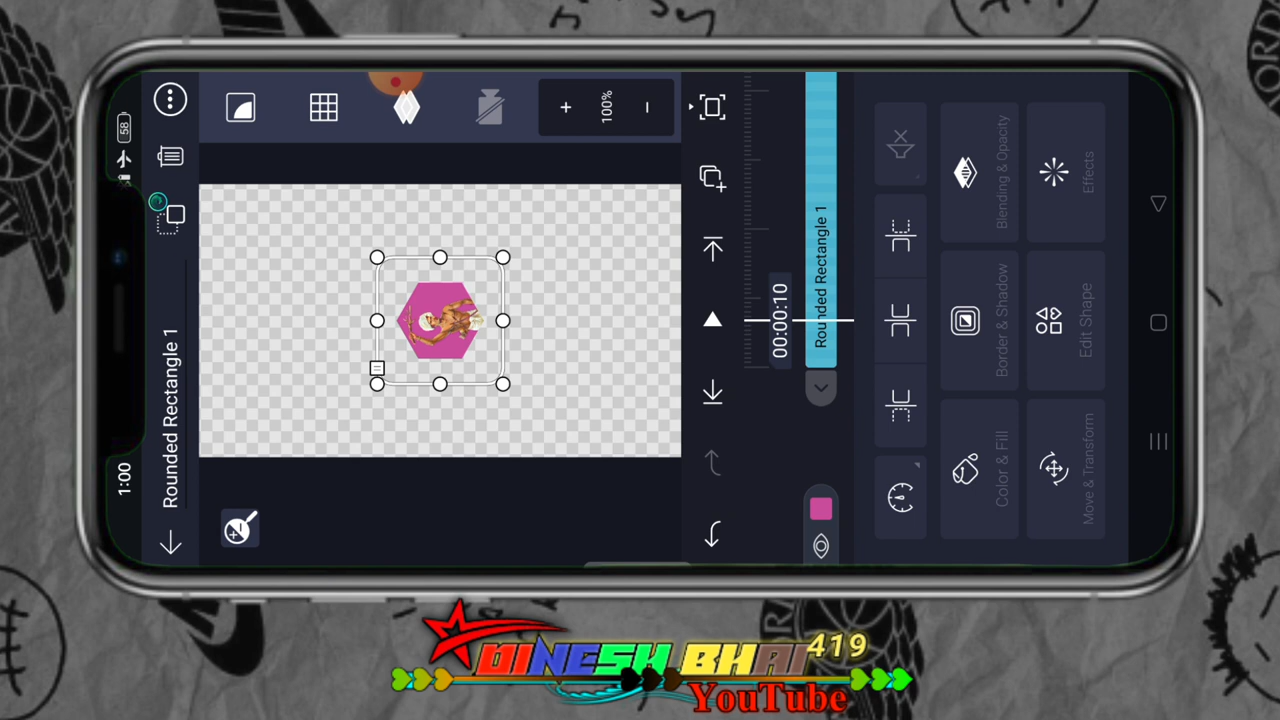 1:00
58
Rounded Rectangle 1
+
100%
-
00:00:10
Rounded Rectangle 1
Blending & Opacity
Effects
Border & Shadow
Edit Shape
Color & Fill
Move & Transform
DINESH BHAI 419
YouTube